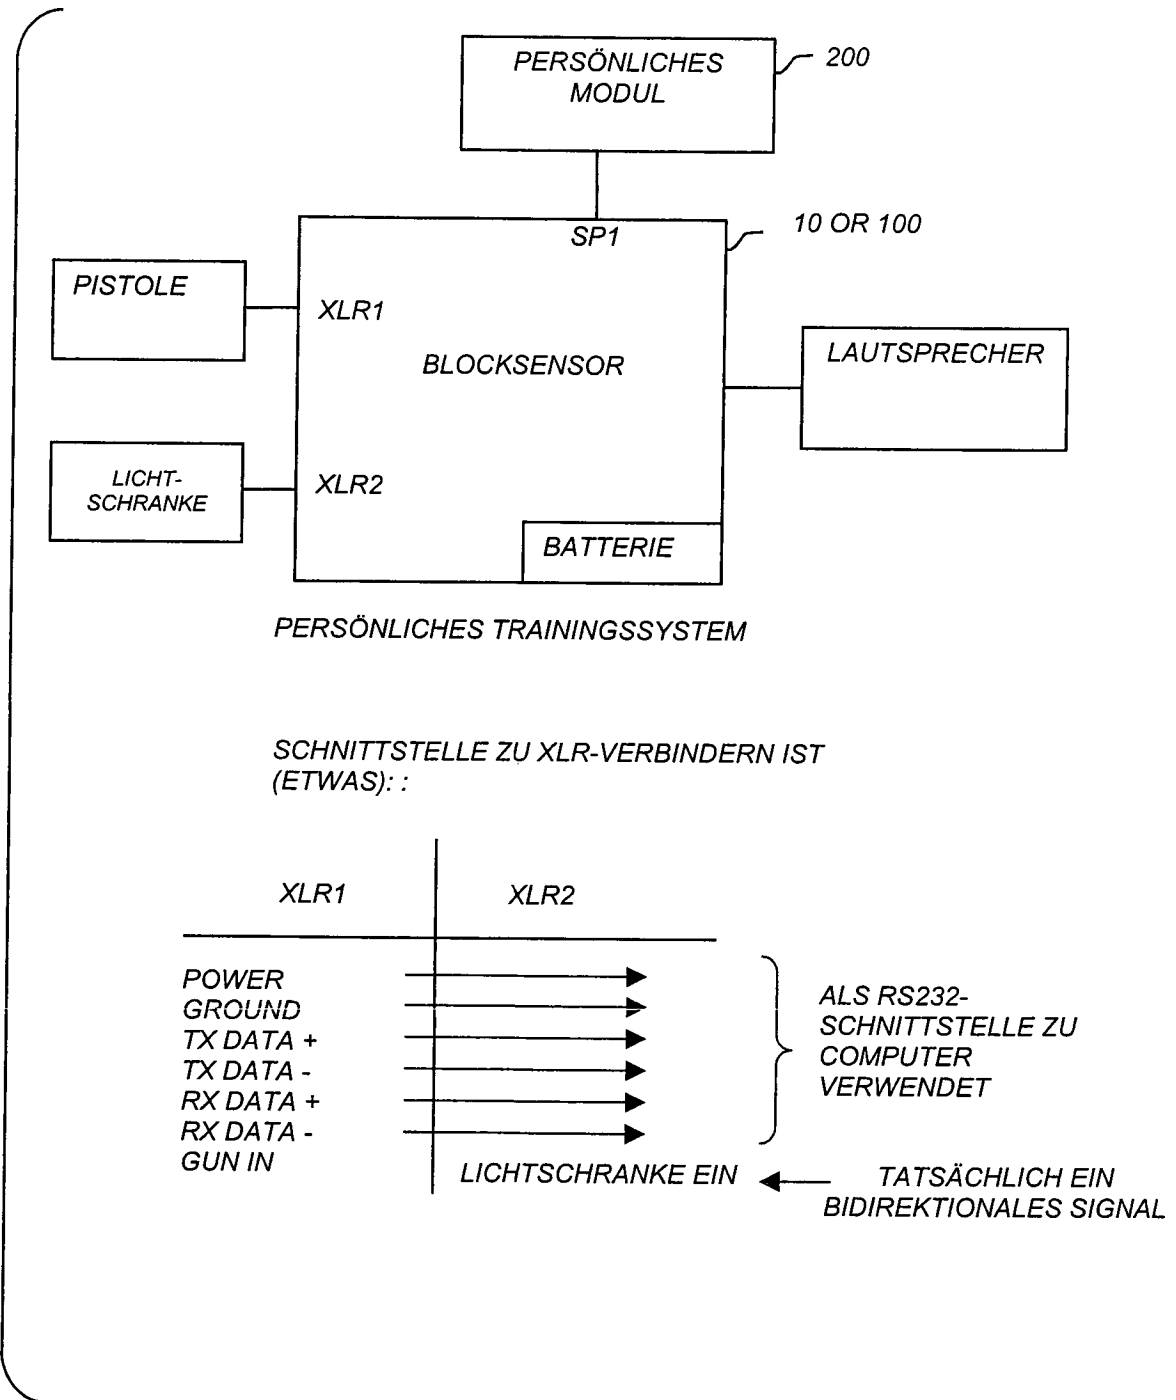 PERSÖNLICHES
MODUL
200
10 OR 100
SP1
PISTOLE
XLR1
BLOCKSENSOR
LAUTSPRECHER
LICHT-
SCHRANKE
XLR2
BATTERIE
PERSÖNLICHES TRAININGSSYSTEM
SCHNITTSTELLE ZU XLR-VERBINDERN IST
(ETWAS): :
XLR1
XLR2
POWER
GROUND
TX DATA +
TX DATA -
RX DATA +
RX DATA -
GUN IN
ALS RS232-
SCHNITTSTELLE ZU
COMPUTER
VERWENDET
LICHTSCHRANKE EIN
TATSÄCHLICH EIN
BIDIREKTIONALES SIGNAL